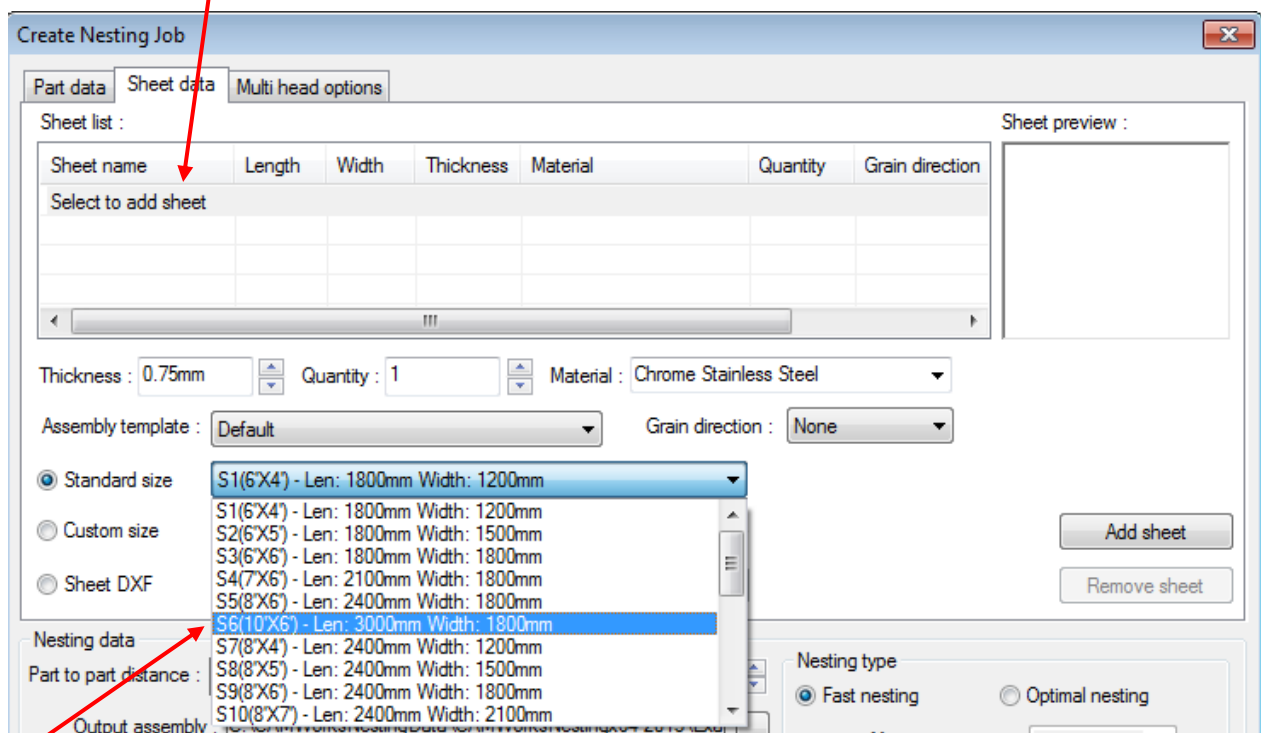 Create Nesting Job
Part data Sheet data Multi head options
Sheet list : Sheet preview :
Sheet name Length Width Thickness Material Quantity Grain direction
Select to add sheet
Thickness : 0.75mm Quantity : 1 Material : Chrome Stainless Steel
Assembly template : Default Grain direction : None
Standard size S1(6'X4') - Len: 1800mm Width: 1200mm
S1(6'X4') - Len: 1800mm Width: 1200mm
Custom size S2(6'X5') - Len: 1800mm Width: 1500mm Add sheet
S3(6'X6') - Len: 1800mm Width: 1800mm
Sheet DXF S4(7'X6') - Len: 2100mm Width: 1800mm Remove sheet
S5(8'X6') - Len: 2400mm Width: 1800mm
S6(10'X6') - Len: 3000mm Width: 1800mm
Nesting data S7(8'X4') - Len: 2400mm Width: 1200mm
Part to part distance : S8(8'X5') - Len: 2400mm Width: 1500mm Nesting type
S9(8'X6') - Len: 2400mm Width: 1800mm Fast nesting Optimal nesting
S10(8'X7') - Len: 2400mm Width: 2100mm
Output assembly :